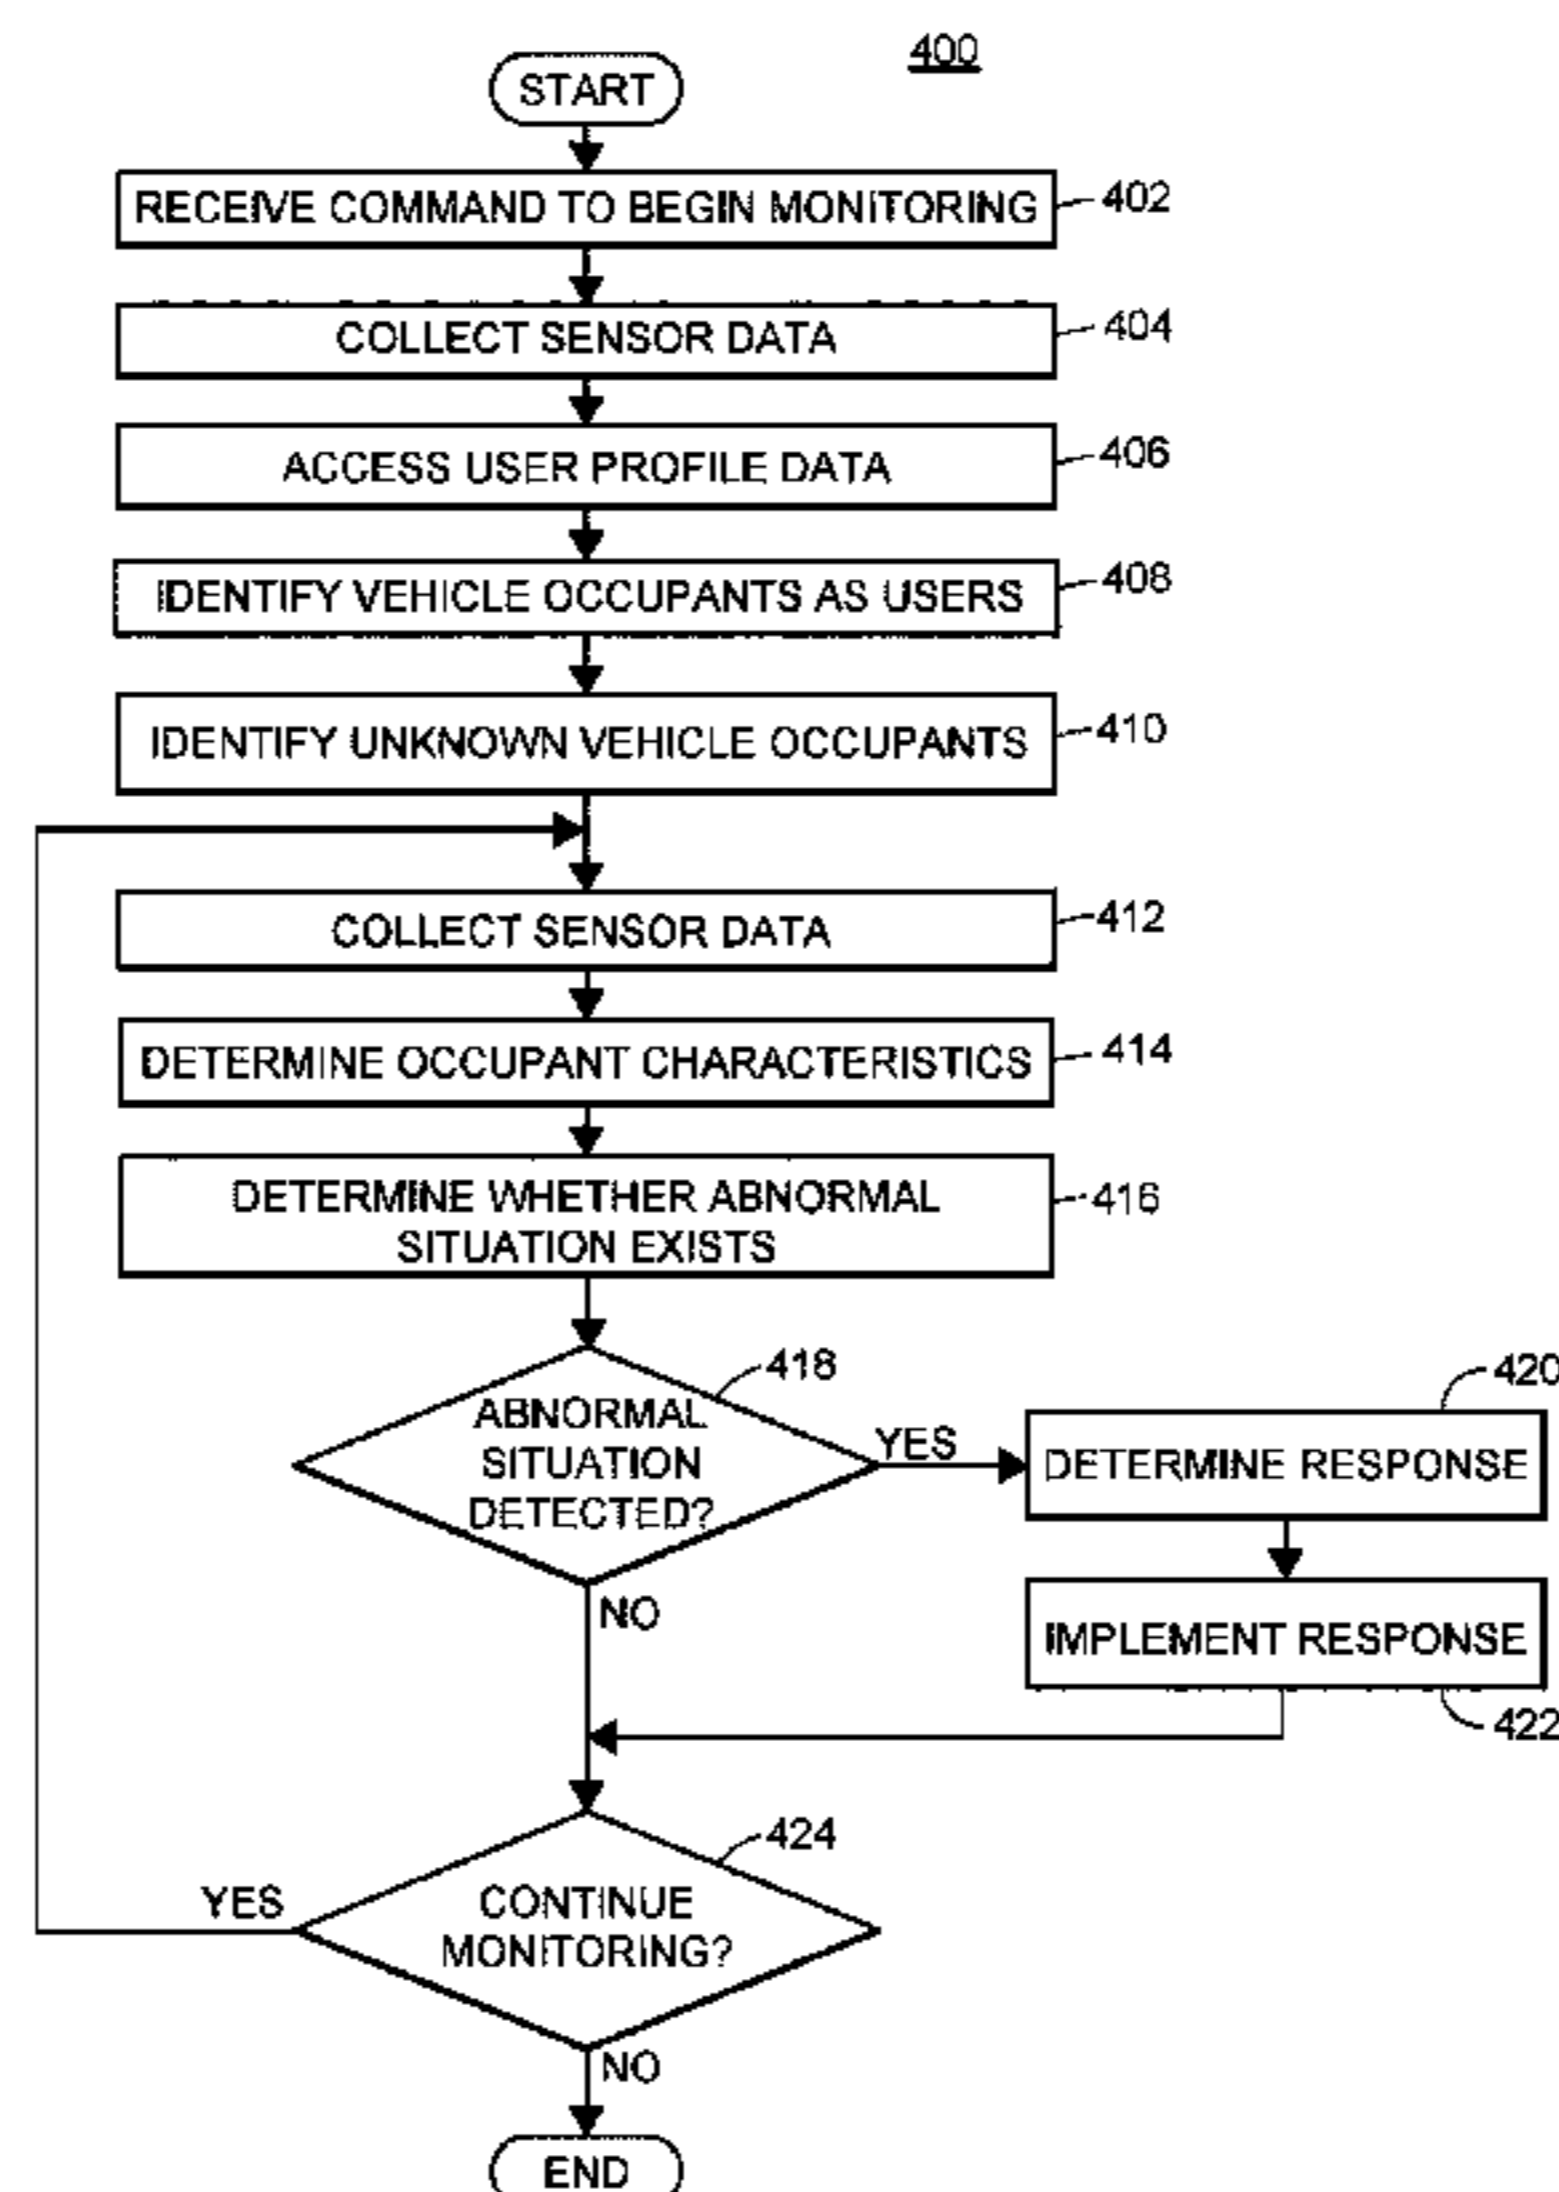 400
START
RECEIVE COMMAND TO BEGIN MONITORING
402
COLLECT SENSOR DATA
404
ACCESS USER PROFILE DATA
406
IDENTIFY VEHICLE OCCUPANTS AS USERS
408
IDENTIFY UNKNOWN VEHICLE OCCUPANTS
410
COLLECT SENSOR DATA
412
DETERMINE OCCUPANT CHARACTERISTICS
414
DETERMINE WHETHER ABNORMAL
SITUATION EXISTS
416
418
ABNORMAL
SITUATION
DETECTED?
YES
420
DETERMINE RESPONSE
NO
IMPLEMENT RESPONSE
422
424
YES
CONTINUE
MONITORING?
NO
END